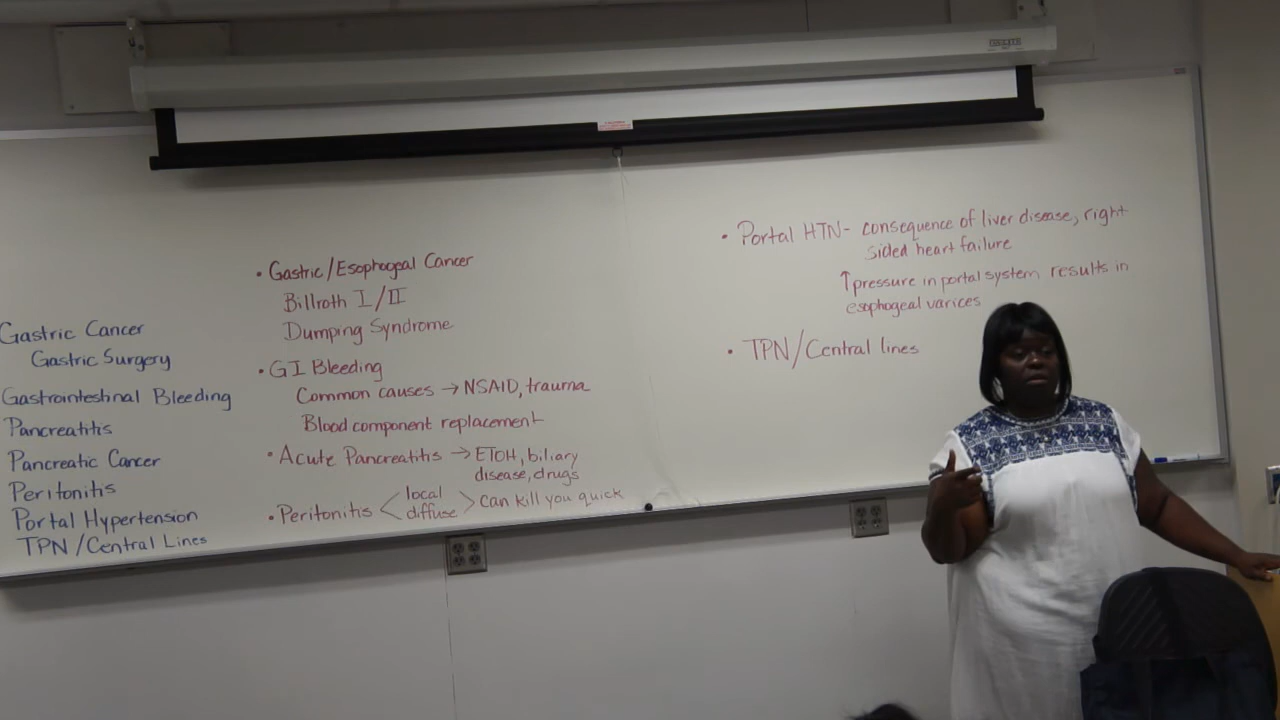 Gastric Cancer
Gastric Surgery
Gastrointestinal Bleeding
Pancreatitis
Pancreatic Cancer
Peritonitis
Portal Hypertension
TPN/Central Lines
• Gastric/Esophogeal Cancer
Billroth I/II
Dumping Syndrome
• GI Bleeding
Common causes → NSAID, trauma
Blood component replacement
• Acute Pancreatitis → ETOH, biliary
disease, drugs
• Peritonitis < local
diffuse > Can kill you quick
• Portal HTN- consequence of liver disease, right
sided heart failure
↑pressure in portal system results in
esophogeal varices
• TPN/Central lines